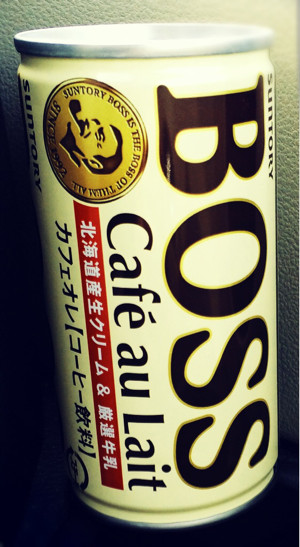 SUNTORY
BOSS
SUNTORY BOSS IS THE BOSS OF THEM ALL
SINCE 1992
Café au Lait
北海道産生クリーム & 厳選牛乳
カフェオレ【コーヒー飲料】
SUNTORY